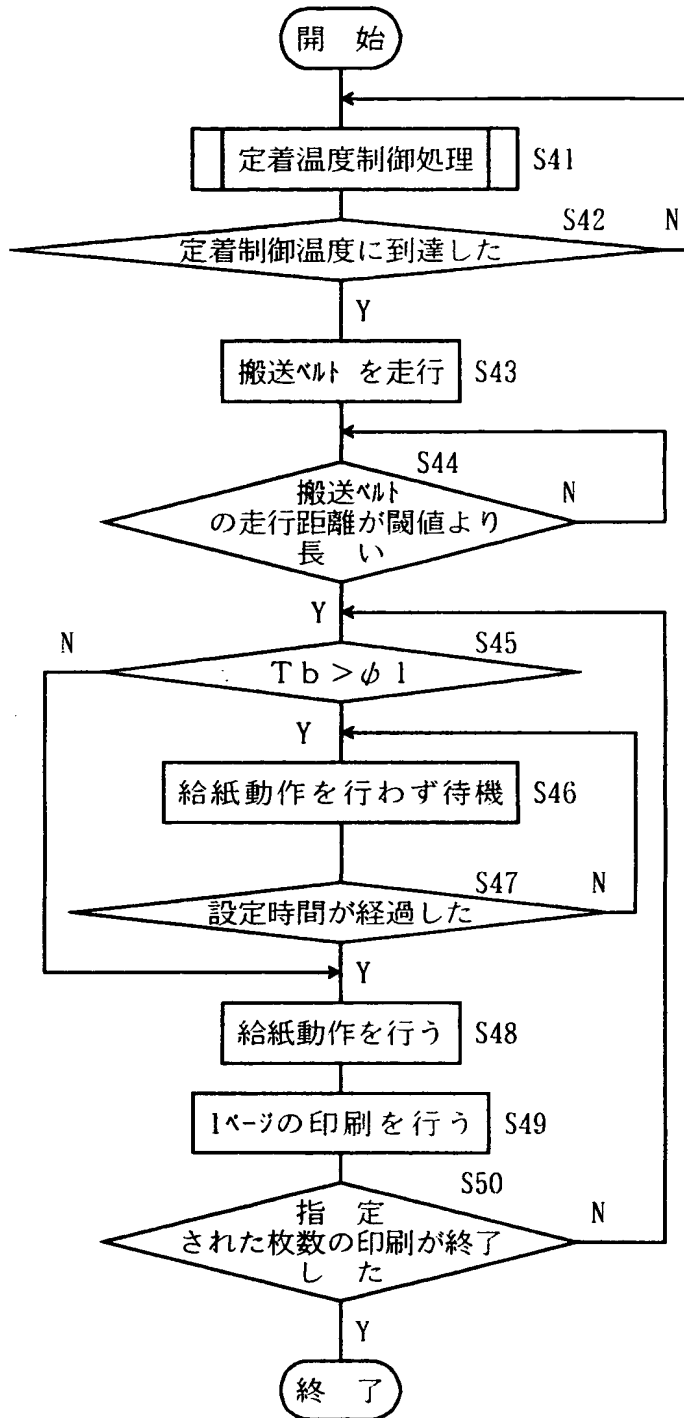 開 始
定着温度制御処理 S41
S42 N
定着制御温度に到達した
Y
搬送ベルト を走行 S43
S44
搬送ベルト N
の走行距離が閾値より
長 い
Y
N S45
Tb>φ1
Y
給紙動作を行わず待機 S46
S47 N
設定時間が経過した
Y
給紙動作を行う S48
1ページの印刷を行う S49
S50
指 定 N
された枚数の印刷が終了
し た
Y
終 了